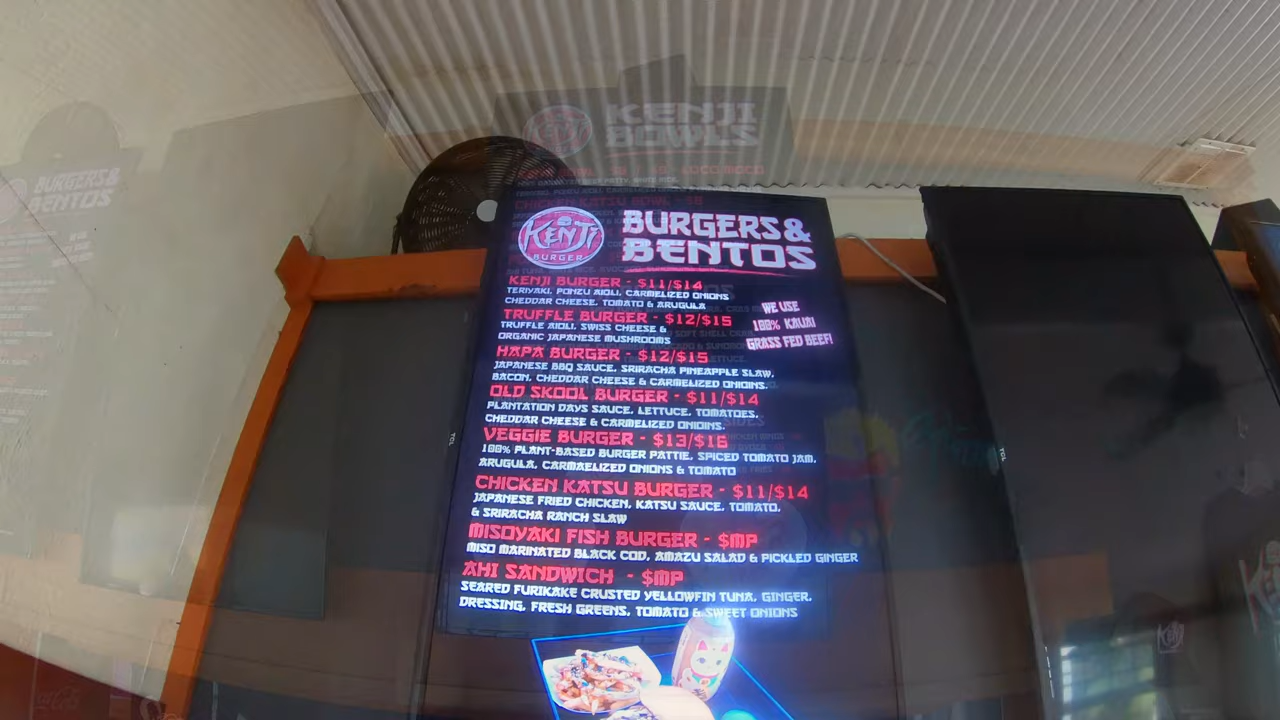 KENJI
BOWLS
BURGERS&
BENTOS
KENJI
BURGER
BURGERS&
BENTOS
KENJI BURGER - $11/$14
TERIYAKI, PONZU AIOLI, CARMELIZED ONIONS
CHEDDAR CHEESE, TOMATO & ARUGULA
WE USE
100% KAUAI
GRASS FED BEEF!
TRUFFLE BURGER - $12/$15
TRUFFLE AIOLI, SWISS CHEESE &
ORGANIC JAPANESE MUSHROOMS
HAPA BURGER - $12/$15
JAPANESE BBQ SAUCE, SRIRACHA PINEAPPLE SLAW,
BACON, CHEDDAR CHEESE & CARMELIZED ONIOINS.
OLD SKOOL BURGER - $11/$14
PLANTATION DAYS SAUCE, LETTUCE, TOMATOES,
CHEDDAR CHEESE & CARMELIZED ONIOINS.
VEGGIE BURGER - $13/$16
100% PLANT-BASED BURGER PATTIE, SPICED TOMATO JAM,
ARUGULA, CARMAELIZED ONIONS & TOMATO
CHICKEN KATSU BURGER - $11/$14
JAPANESE FRIED CHICKEN, KATSU SAUCE, TOMATO,
& SRIRACHA RANCH SLAW
MISOYAKI FISH BURGER - $MP
MISO MARINATED BLACK COD, AMAZU SALAD & PICKLED GINGER
AHI SANDWICH - $MP
SEARED FURIKAKE CRUSTED YELLOWFIN TUNA, GINGER,
DRESSING, FRESH GREENS, TOMATO & SWEET ONIONS
TCL
TCL